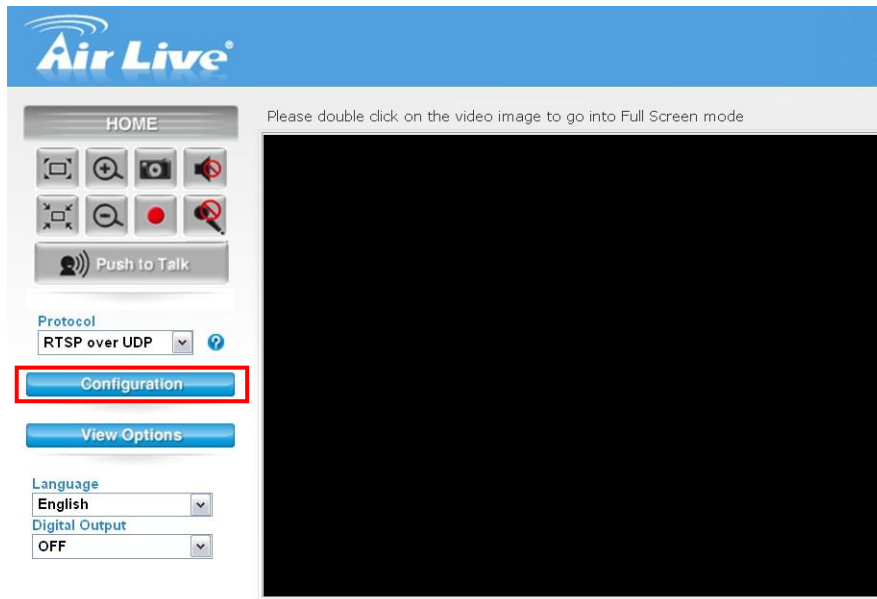 Air Live®
HOME
Please double click on the video image to go into Full Screen mode
Push to Talk
Protocol
RTSP over UDP
?
Configuration
View Options
Language
English
Digital Output
OFF